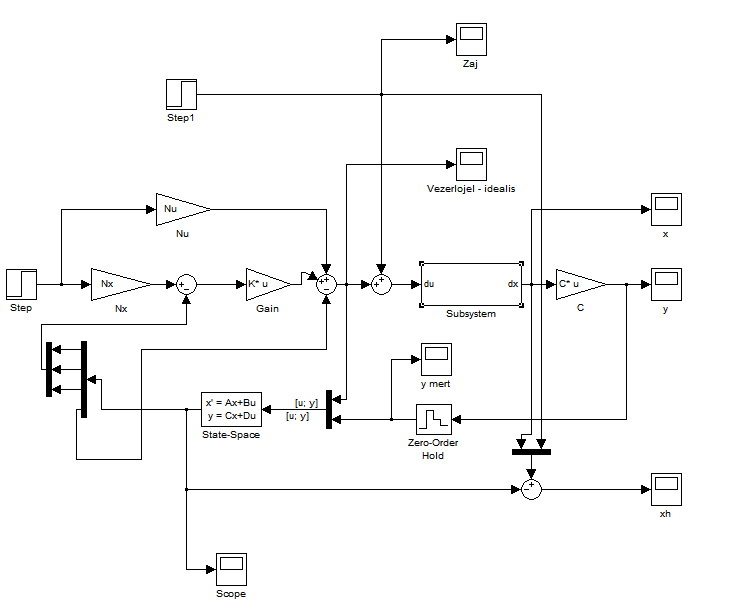 Zaj
Step1
Vezerlojel - idealis
Nu
Nu
x
Step
Nx
Nx
K* u
Gain
du
dx
Subsystem
C* u
C
y
y mert
x' = Ax+Bu
y = Cx+Du
State-Space
[u; y]
[u; y]
Zero-Order
Hold
xh
Scope